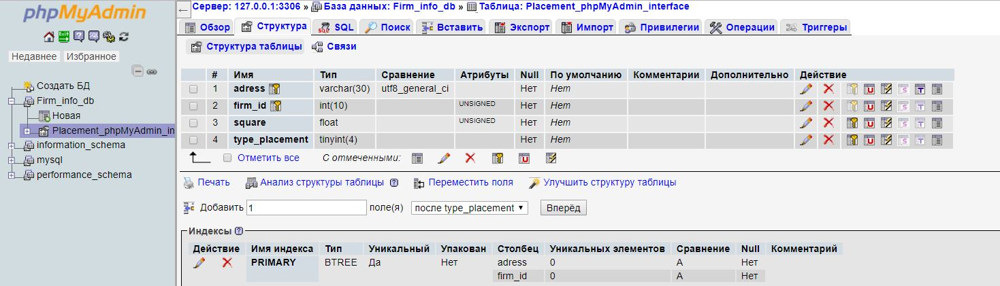 phpMyAdmin
Недавнее Избранное
Создать БД
Firm_info_db
Новая
Placement_phpMyAdmin_in
information_schema
mysql
performance_schema
Сервер: 127.0.0.1:3306 » База данных: Firm_info_db » Таблица: Placement_phpMyAdmin_interface
Обзор Структура SQL Поиск Вставить Экспорт Импорт Привилегии Операции Триггеры
Структура таблицы Связи
# Имя Тип Сравнение Атрибуты Null По умолчанию Комментарии Дополнительно Действие
1 adress varchar(30) utf8_general_ci Нет Нет
2 firm_id int(10) UNSIGNED Нет Нет
3 square float UNSIGNED Нет Нет
4 type_placement tinyint(4) Нет Нет
Отметить все С отмеченными:
Печать Анализ структуры таблицы Переместить поля Улучшить структуру таблицы
Добавить 1 поле(я) после type_placement Вперёд
Индексы
Действие Имя индекса Тип Уникальный Упакован Столбец Уникальных элементов Сравнение Null Комментарий
PRIMARY BTREE Да Нет adress 0 A Нет
firm_id 0 A Нет